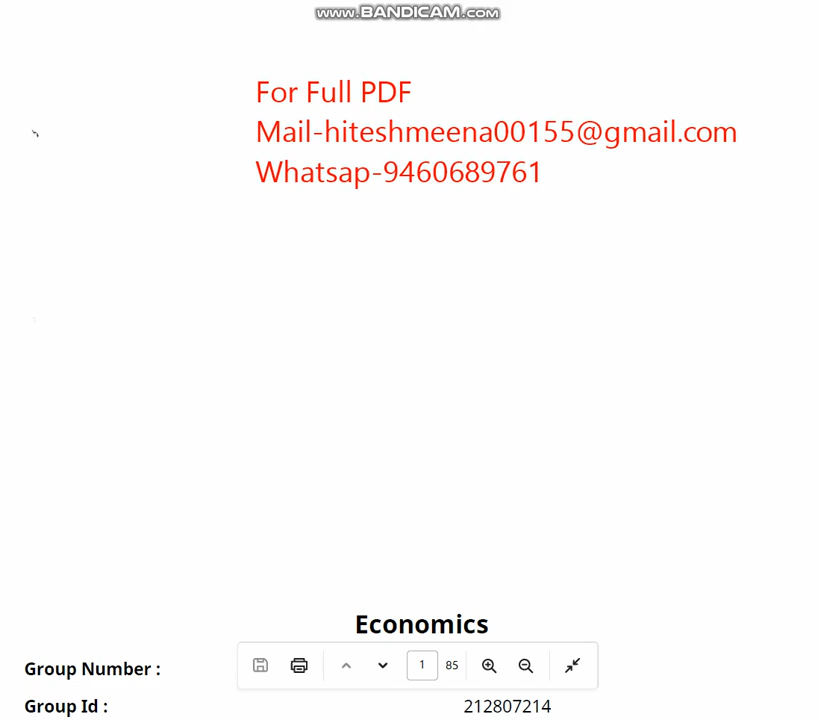 www.BANDICAM.com
For Full PDF
Mail-hiteshmeena00155@gmail.com
Whatsap-9460689761
Economics
Group Number :
1 85
Group Id : 212807214